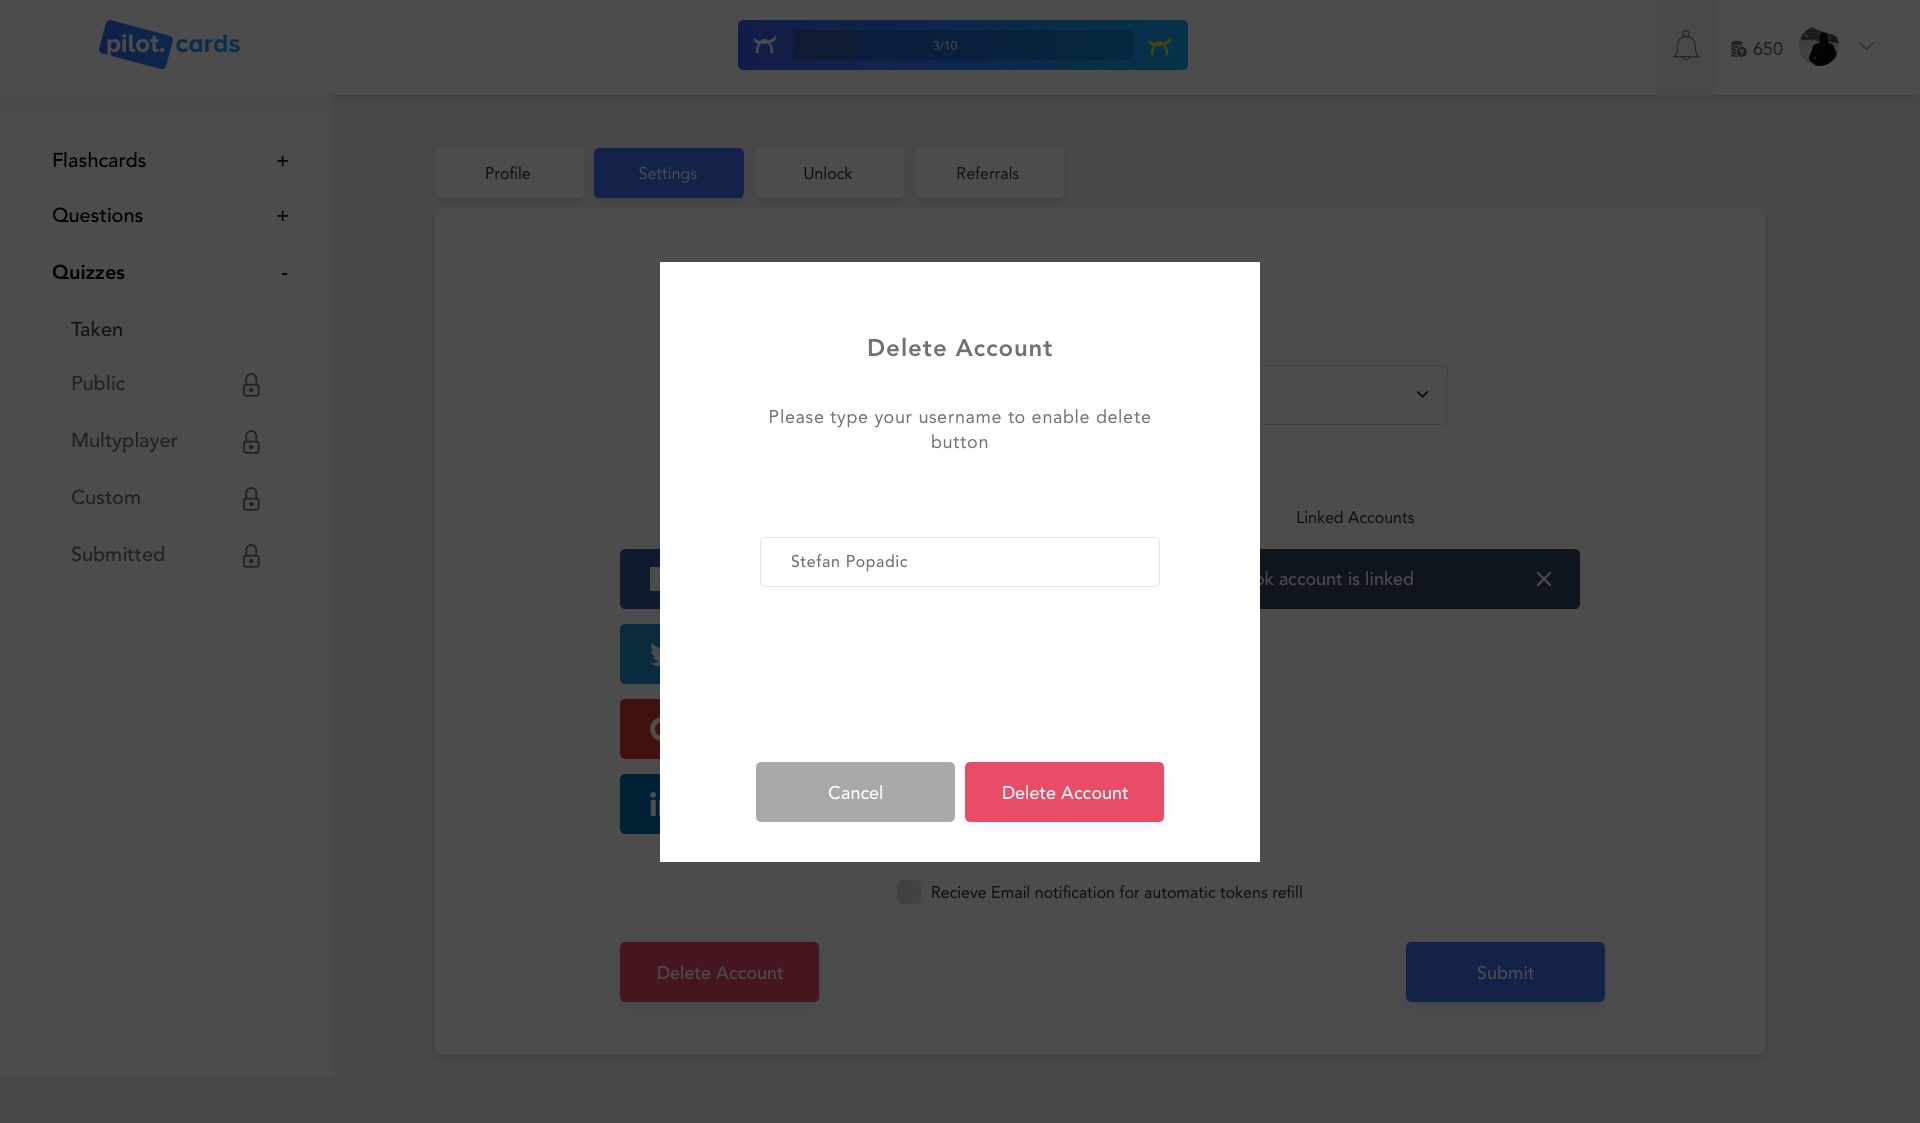 pilot.cards
3/10
650
Flashcards +
Questions +
Quizzes -
Taken
Public
Multyplayer
Custom
Submitted
Profile
Settings
Unlock
Referrals
Delete Account
Please type your username to enable delete
button
Stefan Popadic
Linked Accounts
account is linked
Cancel
Delete Account
Recieve Email notification for automatic tokens refill
Delete Account
Submit